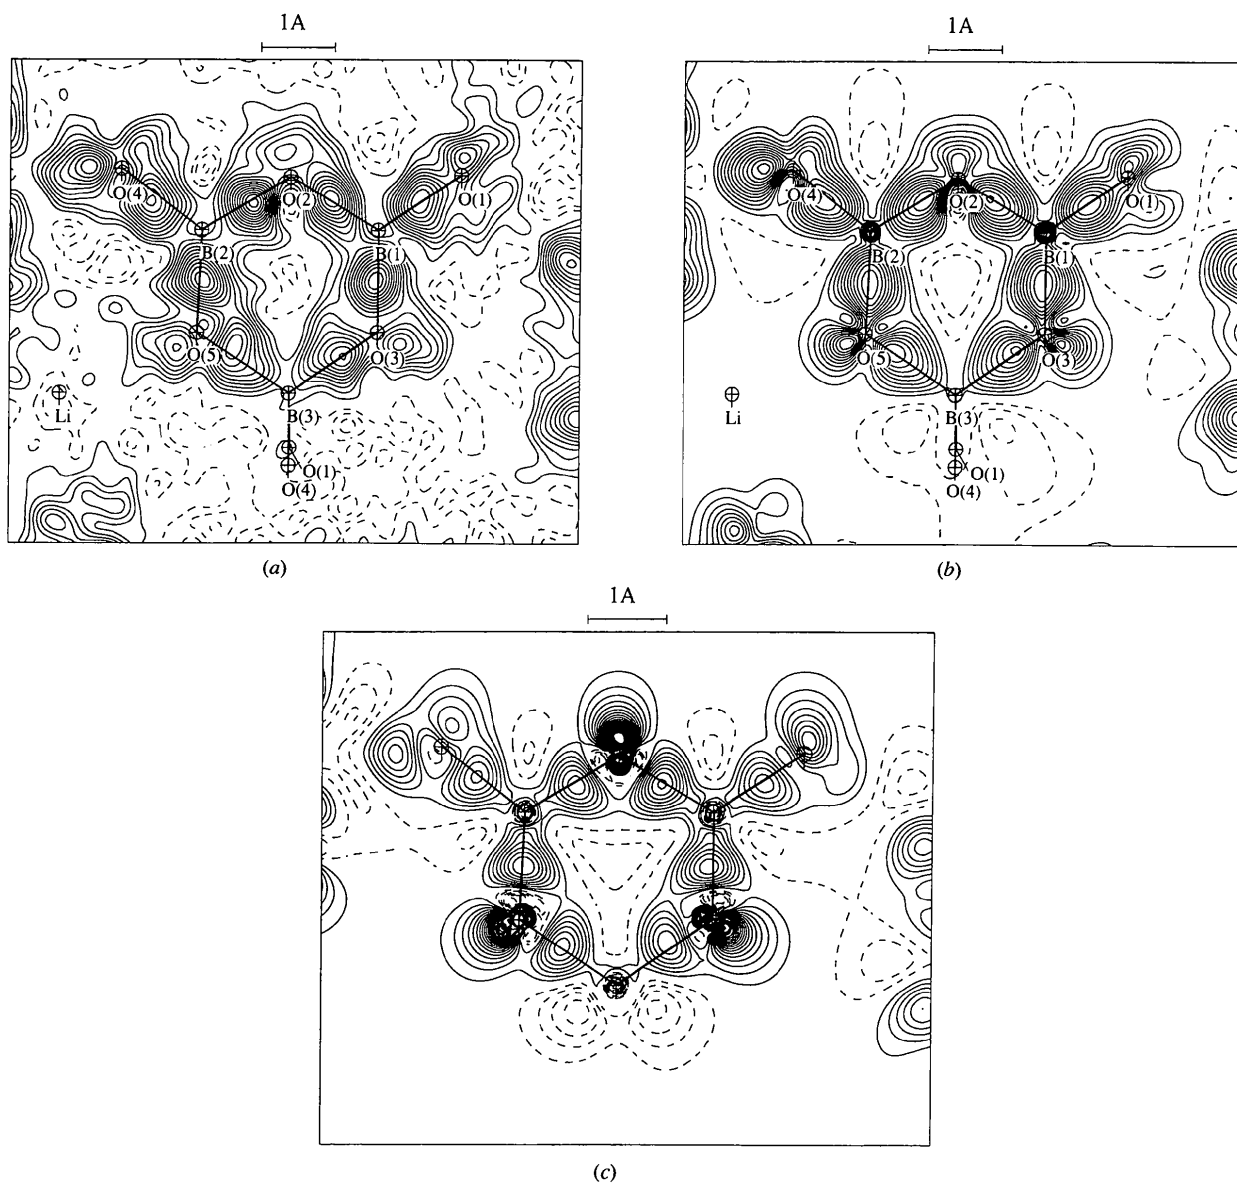 1A
O(4)
O(2)
O(1)
B(2)
B(1)
O(5)
O(3)
Li
B(3)
O(1)
O(4)
(a)
1A
O(4)
O(2)
O(1)
B(2)
B(1)
O(5)
O(3)
Li
B(3)
O(1)
O(4)
(b)
1A
(c)